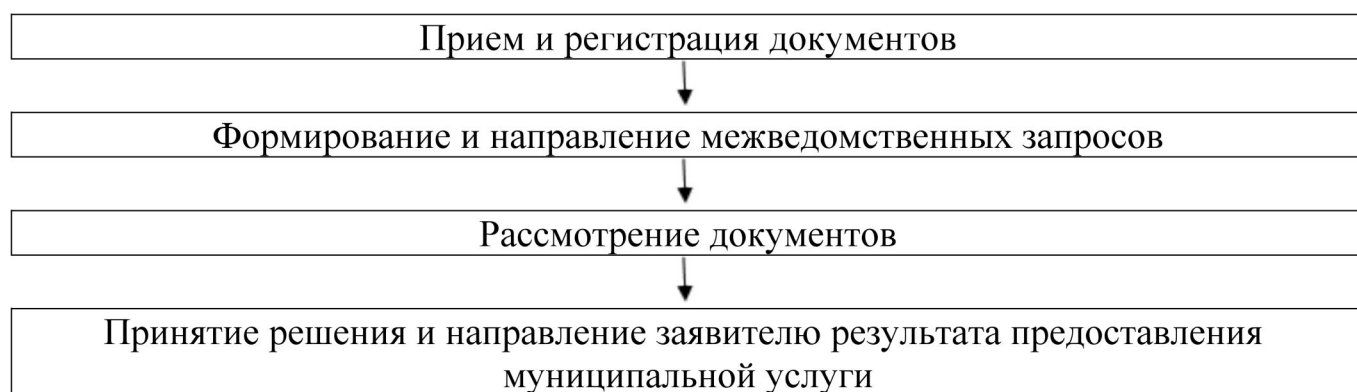 Прием и регистрация документов
Формирование и направление межведомственных запросов
Рассмотрение документов
Принятие решения и направление заявителю результата предоставления
муниципальной услуги